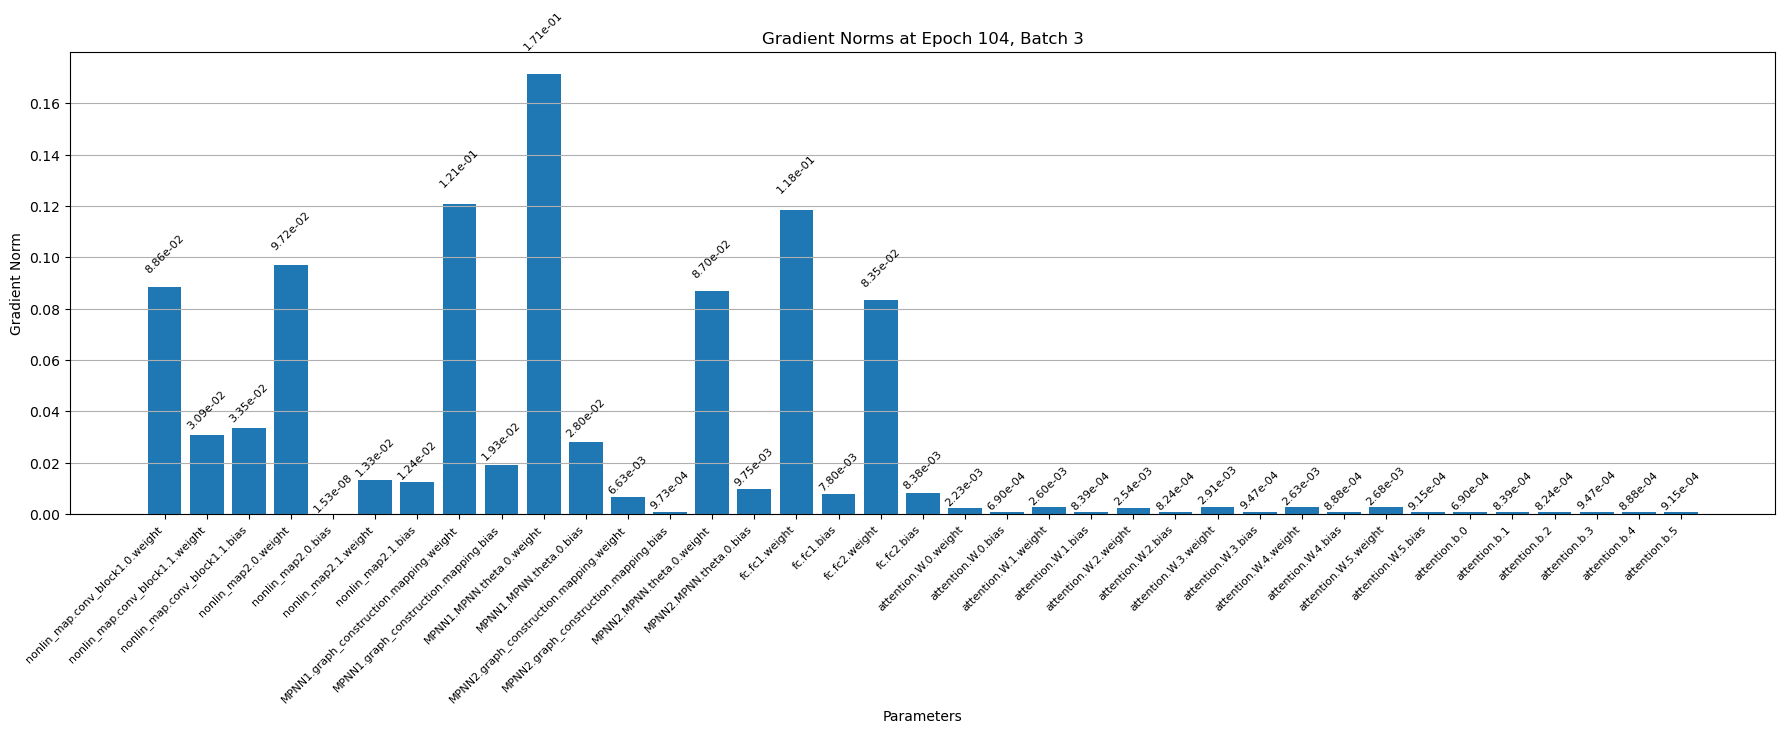 Gradient Norms at Epoch 104, Batch 3
Gradient Norm
0.16
0.14
0.12
0.10
0.08
0.06
0.04
0.02
0.00
8.86e-02
3.09e-02
3.35e-02
9.72e-02
1.53e-08
1.33e-02
1.24e-02
1.21e-01
1.93e-02
1.71e-01
2.80e-02
6.63e-03
9.73e-04
8.70e-02
9.75e-03
1.18e-01
7.80e-03
8.35e-02
8.38e-03
2.23e-03
6.90e-04
2.60e-03
8.39e-04
2.54e-03
8.24e-04
2.91e-03
9.47e-04
2.63e-03
8.88e-04
2.68e-03
9.15e-04
6.90e-04
8.39e-04
8.24e-04
9.47e-04
8.88e-04
9.15e-04
nonlin_map.conv_block1.0.weight
nonlin_map.conv_block1.1.weight
nonlin_map.conv_block1.1.bias
nonlin_map2.0.weight
nonlin_map2.0.bias
nonlin_map2.1.weight
nonlin_map2.1.bias
MPNN1.graph_construction.mapping.weight
MPNN1.graph_construction.mapping.bias
MPNN1.MPNN.theta.0.weight
MPNN1.MPNN.theta.0.bias
MPNN2.graph_construction.mapping.weight
MPNN2.graph_construction.mapping.bias
MPNN2.MPNN.theta.0.weight
MPNN2.MPNN.theta.0.bias
fc.fc1.weight
fc.fc1.bias
fc.fc2.weight
fc.fc2.bias
attention.W.0.weight
attention.W.0.bias
attention.W.1.weight
attention.W.1.bias
attention.W.2.weight
attention.W.2.bias
attention.W.3.weight
attention.W.3.bias
attention.W.4.weight
attention.W.4.bias
attention.W.5.weight
attention.W.5.bias
attention.b.0
attention.b.1
attention.b.2
attention.b.3
attention.b.4
attention.b.5
Parameters